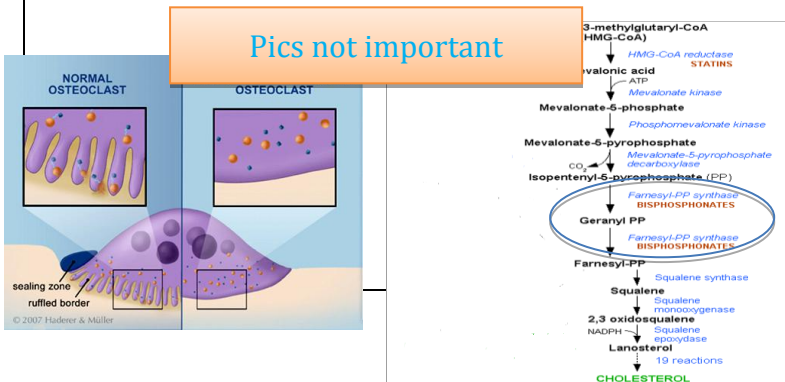 Pics not important
NORMAL
OSTEOCLAST
OSTEOCLAST
sealing zone
ruffled border
© 2007 Haderer & Müller
3-methylglutaryl-CoA
HMG-CoA)
HMG-CoA reductase
STATINS
evalonic acid
ATP
Mevalonate kinase
Mevalonate-5-phosphate
Phosphomevalonate kinase
Mevalonate-5-pyrophosphate
CO2
Mevalonate-5-pyrophosphate
decarboxylase
Isopentenyl-5-pyrophosphate (PP)
Farnesyl-PP synthase
BISPHOSPHONATES
Geranyl PP
Farnesyl-PP synthase
BISPHOSPHONATES
Farnesyl-PP
Squalene synthase
Squalene
Squalene
monooxygenase
2,3 oxidosqualene
NADPH
Squalene
epoxydase
Lanosterol
19 reactions
CHOLESTEROL